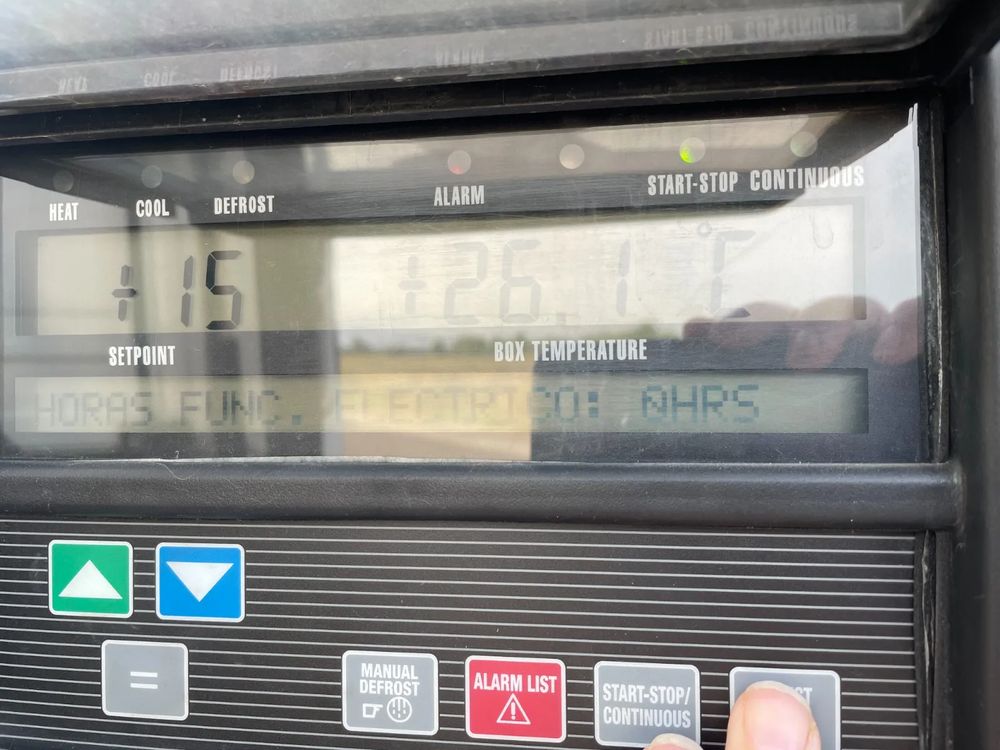 HEAT COOL DEFROST ALARM START-STOP CONTINUOUS
+ 15 +26.1 °C
SETPOINT BOX TEMPERATURE
HORAS FUNC. ELECTRICO: 0HRS
=
MANUAL DEFROST
ALARM LIST
START-STOP/
CONTINUOUS